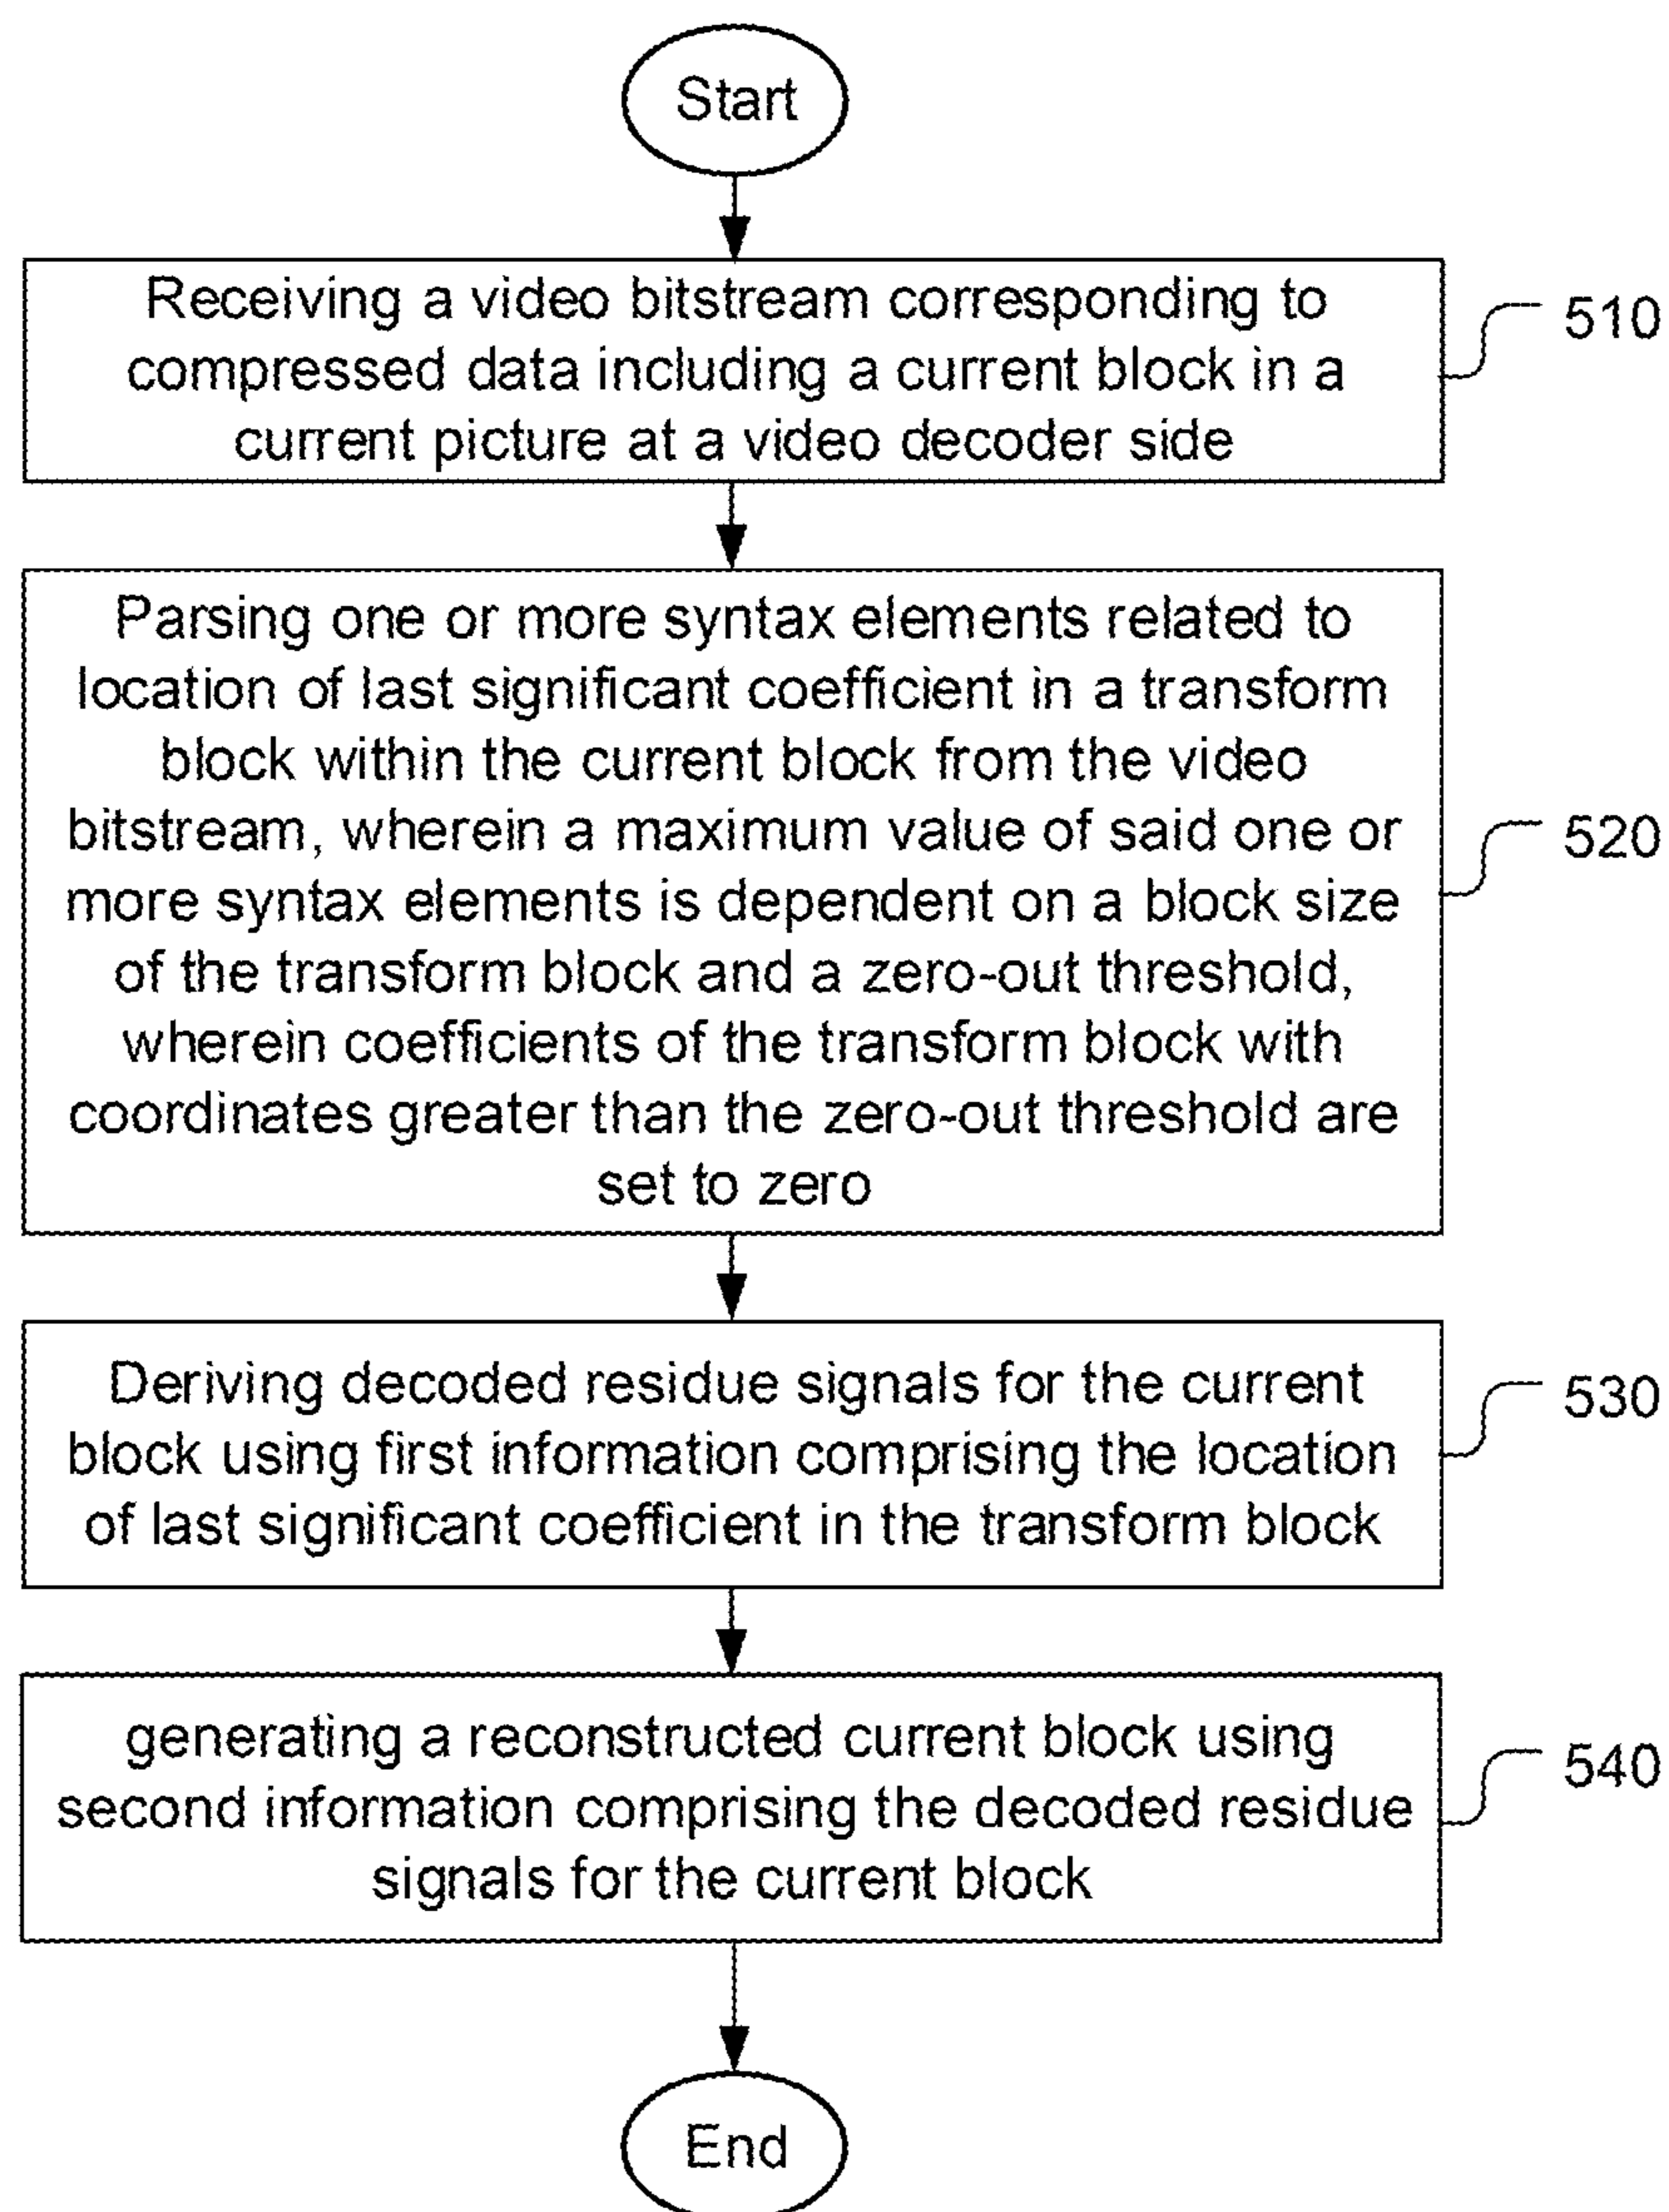 Start
Receiving a video bitstream corresponding to
compressed data including a current block in a
current picture at a video decoder side
510
Parsing one or more syntax elements related to
location of last significant coefficient in a transform
block within the current block from the video
bitstream, wherein a maximum value of said one or
more syntax elements is dependent on a block size
of the transform block and a zero-out threshold,
wherein coefficients of the transform block with
coordinates greater than the zero-out threshold are
set to zero
520
Deriving decoded residue signals for the current
block using first information comprising the location
of last significant coefficient in the transform block
530
generating a reconstructed current block using
second information comprising the decoded residue
signals for the current block
540
End